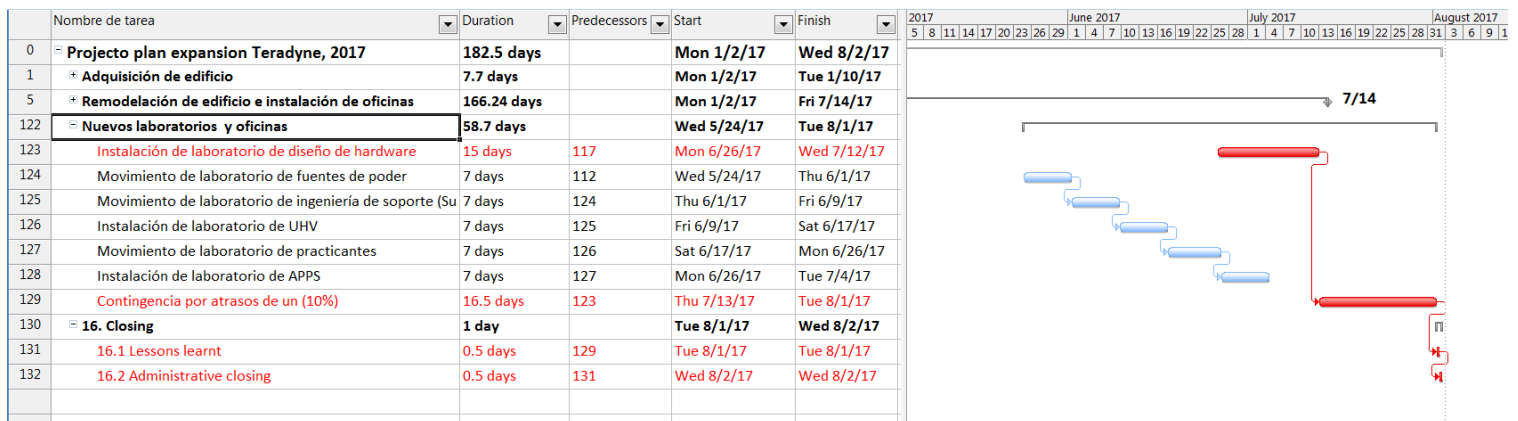 Nombre de tarea Duration Predecessors Start Finish
2017 June 2017 July 2017 August 2017
5 8 11 14 17 20 23 26 29 1 4 7 10 13 16 19 22 25 28 1 4 7 10 13 16 19 22 25 28 31 3 6 9 1
0 Projecto plan expansion Teradyne, 2017 182.5 days Mon 1/2/17 Wed 8/2/17
1 Adquisición de edificio 7.7 days Mon 1/2/17 Tue 1/10/17
5 Remodelación de edificio e instalación de oficinas 166.24 days Mon 1/2/17 Fri 7/14/17 7/14
122 Nuevos laboratorios y oficinas 58.7 days Wed 5/24/17 Tue 8/1/17
123 Instalación de laboratorio de diseño de hardware 15 days 117 Mon 6/26/17 Wed 7/12/17
124 Movimiento de laboratorio de fuentes de poder 7 days 112 Wed 5/24/17 Thu 6/1/17
125 Movimiento de laboratorio de ingeniería de soporte (Su 7 days 124 Thu 6/1/17 Fri 6/9/17
126 Instalación de laboratorio de UHV 7 days 125 Fri 6/9/17 Sat 6/17/17
127 Movimiento de laboratorio de practicantes 7 days 126 Sat 6/17/17 Mon 6/26/17
128 Instalación de laboratorio de APPS 7 days 127 Mon 6/26/17 Tue 7/4/17
129 Contingencia por atrasos de un (10%) 16.5 days 123 Thu 7/13/17 Tue 8/1/17
130 16. Closing 1 day Tue 8/1/17 Wed 8/2/17
131 16.1 Lessons learnt 0.5 days 129 Tue 8/1/17 Tue 8/1/17
132 16.2 Administrative closing 0.5 days 131 Wed 8/2/17 Wed 8/2/17